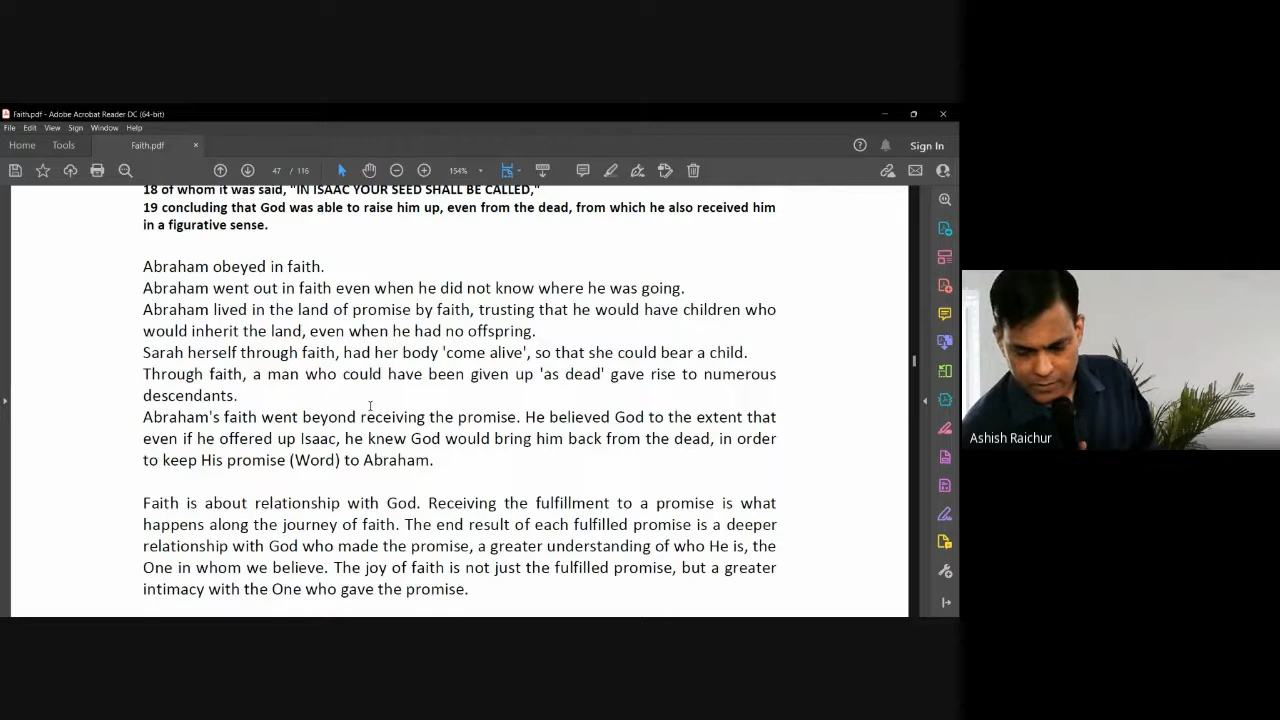 Faith.pdf - Adobe Acrobat Reader DC (64-bit)
File Edit View Sign Window Help
Home Tools Faith.pdf × Sign In
47 / 116 154%
18 of whom it was said, "IN ISAAC YOUR SEED SHALL BE CALLED,"
19 concluding that God was able to raise him up, even from the dead, from which he also received him
in a figurative sense.
Abraham obeyed in faith.
Abraham went out in faith even when he did not know where he was going.
Abraham lived in the land of promise by faith, trusting that he would have children who
would inherit the land, even when he had no offspring.
Sarah herself through faith, had her body 'come alive', so that she could bear a child.
Through faith, a man who could have been given up 'as dead' gave rise to numerous
descendants.
Abraham's faith went beyond receiving the promise. He believed God to the extent that
even if he offered up Isaac, he knew God would bring him back from the dead, in order
to keep His promise (Word) to Abraham.
Faith is about relationship with God. Receiving the fulfillment to a promise is what
happens along the journey of faith. The end result of each fulfilled promise is a deeper
relationship with God who made the promise, a greater understanding of who He is, the
One in whom we believe. The joy of faith is not just the fulfilled promise, but a greater
intimacy with the One who gave the promise.
Ashish Raichur